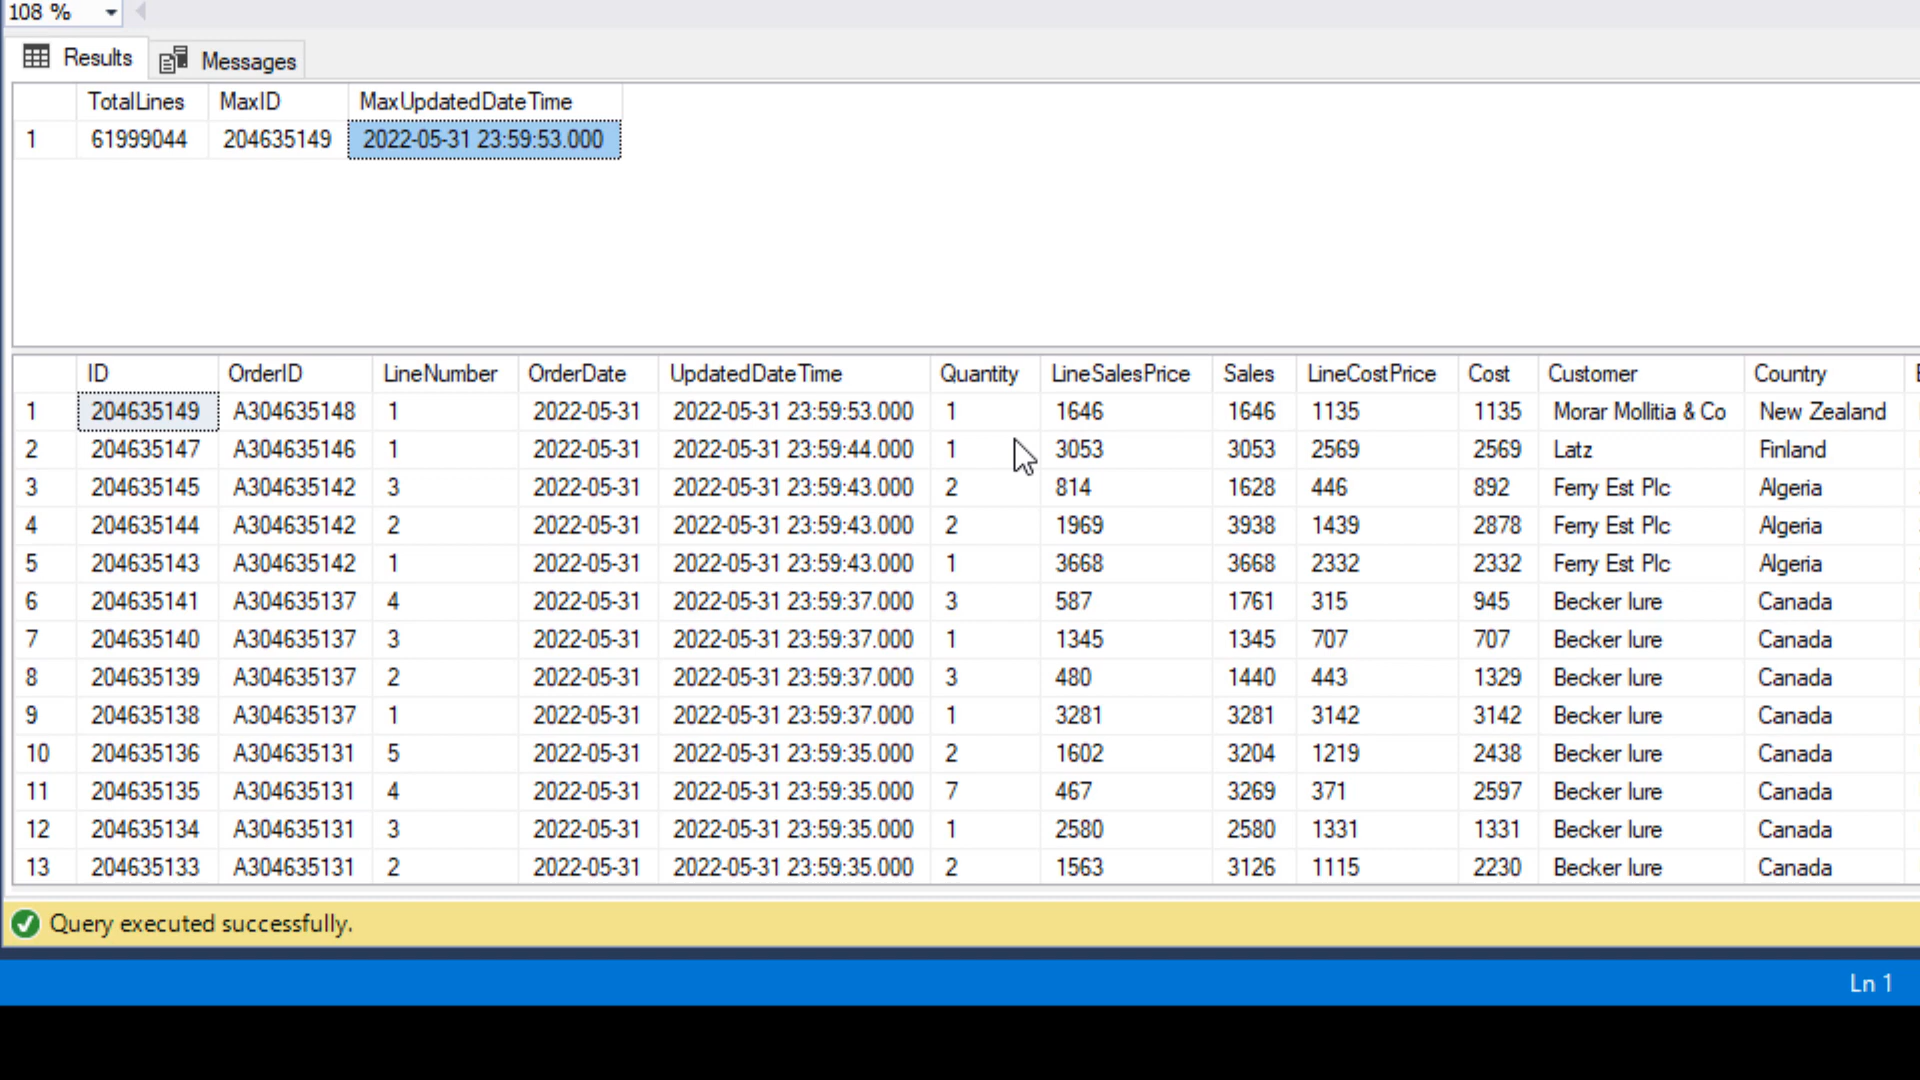 108 %
Results Messages
TotalLines MaxID MaxUpdatedDateTime
1 61999044 204635149 2022-05-31 23:59:53.000
ID OrderID LineNumber OrderDate UpdatedDateTime Quantity LineSalesPrice Sales LineCostPrice Cost Customer Country
1 204635149 A304635148 1 2022-05-31 2022-05-31 23:59:53.000 1 1646 1646 1135 1135 Morar Mollitia & Co New Zealand
2 204635147 A304635146 1 2022-05-31 2022-05-31 23:59:44.000 1 3053 3053 2569 2569 Latz Finland
3 204635145 A304635142 3 2022-05-31 2022-05-31 23:59:43.000 2 814 1628 446 892 Ferry Est Plc Algeria
4 204635144 A304635142 2 2022-05-31 2022-05-31 23:59:43.000 2 1969 3938 1439 2878 Ferry Est Plc Algeria
5 204635143 A304635142 1 2022-05-31 2022-05-31 23:59:43.000 1 3668 3668 2332 2332 Ferry Est Plc Algeria
6 204635141 A304635137 4 2022-05-31 2022-05-31 23:59:37.000 3 587 1761 315 945 Becker Iure Canada
7 204635140 A304635137 3 2022-05-31 2022-05-31 23:59:37.000 1 1345 1345 707 707 Becker Iure Canada
8 204635139 A304635137 2 2022-05-31 2022-05-31 23:59:37.000 3 480 1440 443 1329 Becker Iure Canada
9 204635138 A304635137 1 2022-05-31 2022-05-31 23:59:37.000 1 3281 3281 3142 3142 Becker Iure Canada
10 204635136 A304635131 5 2022-05-31 2022-05-31 23:59:35.000 2 1602 3204 1219 2438 Becker Iure Canada
11 204635135 A304635131 4 2022-05-31 2022-05-31 23:59:35.000 7 467 3269 371 2597 Becker Iure Canada
12 204635134 A304635131 3 2022-05-31 2022-05-31 23:59:35.000 1 2580 2580 1331 1331 Becker Iure Canada
13 204635133 A304635131 2 2022-05-31 2022-05-31 23:59:35.000 2 1563 3126 1115 2230 Becker Iure Canada
Query executed successfully.
Ln 1